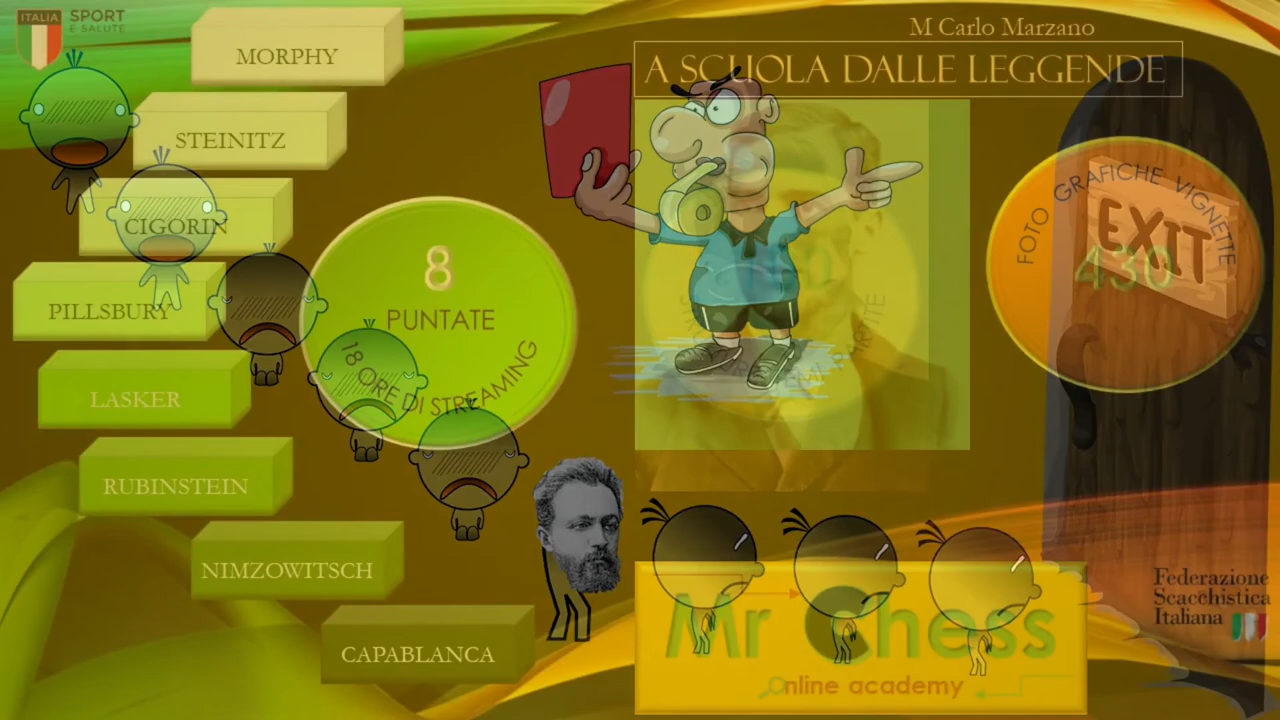 ITALIA
SPORT
E SALUTE
M Carlo Marzano
A SCUOLA DALLE LEGGENDE
MORPHY
STEINITZ
CIGORIN
PILLSBURY
LASKER
RUBINSTEIN
NIMZOWITSCH
CAPABLANCA
8
PUNTATE
18 ORE DI STREAMING
FOTO GRAFICHE VIGNETTE
430
EXIT
Mr Chess
Online academy
Federazione
Scacchistica
Italiana